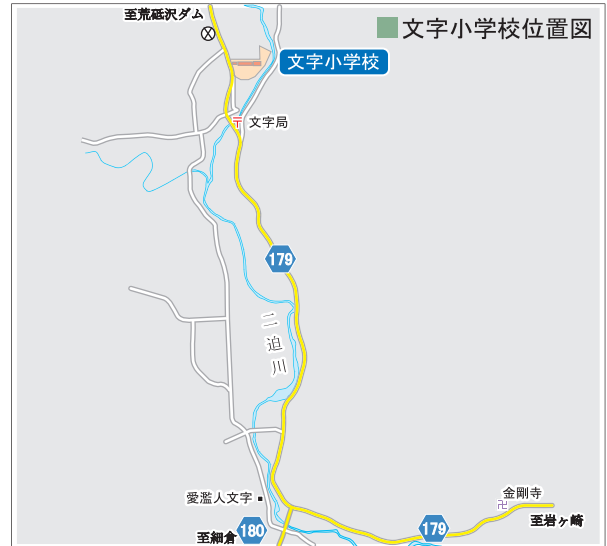 至荒砥沢ダム
文字小学校位置図
文字小学校
文字局
179
二迫川
愛濫人文字
金剛寺
至岩ヶ崎
至細倉
180
179